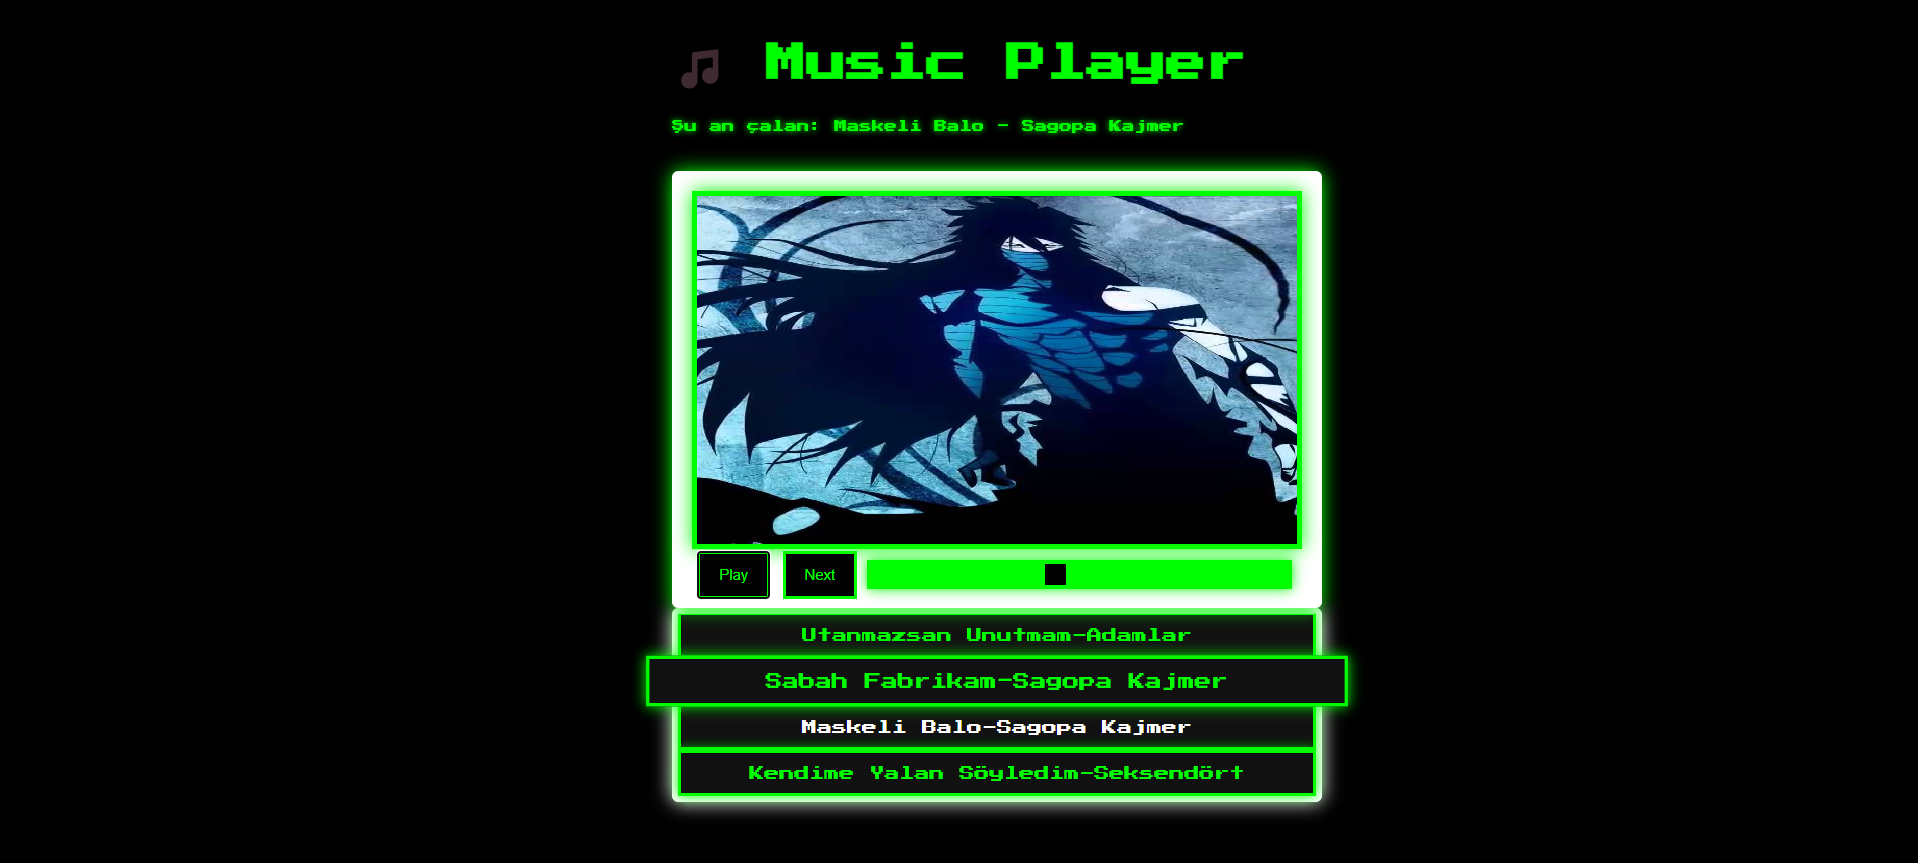 Music Player
Şu an çalan: Maskeli Balo - Sagopa Kajmer
Play
Next
Utanmazsan Unutmam-Adamlar
Sabah Fabrikam-Sagopa Kajmer
Maskeli Balo-Sagopa Kajmer
Kendime Yalan Söyledim-Seksendört